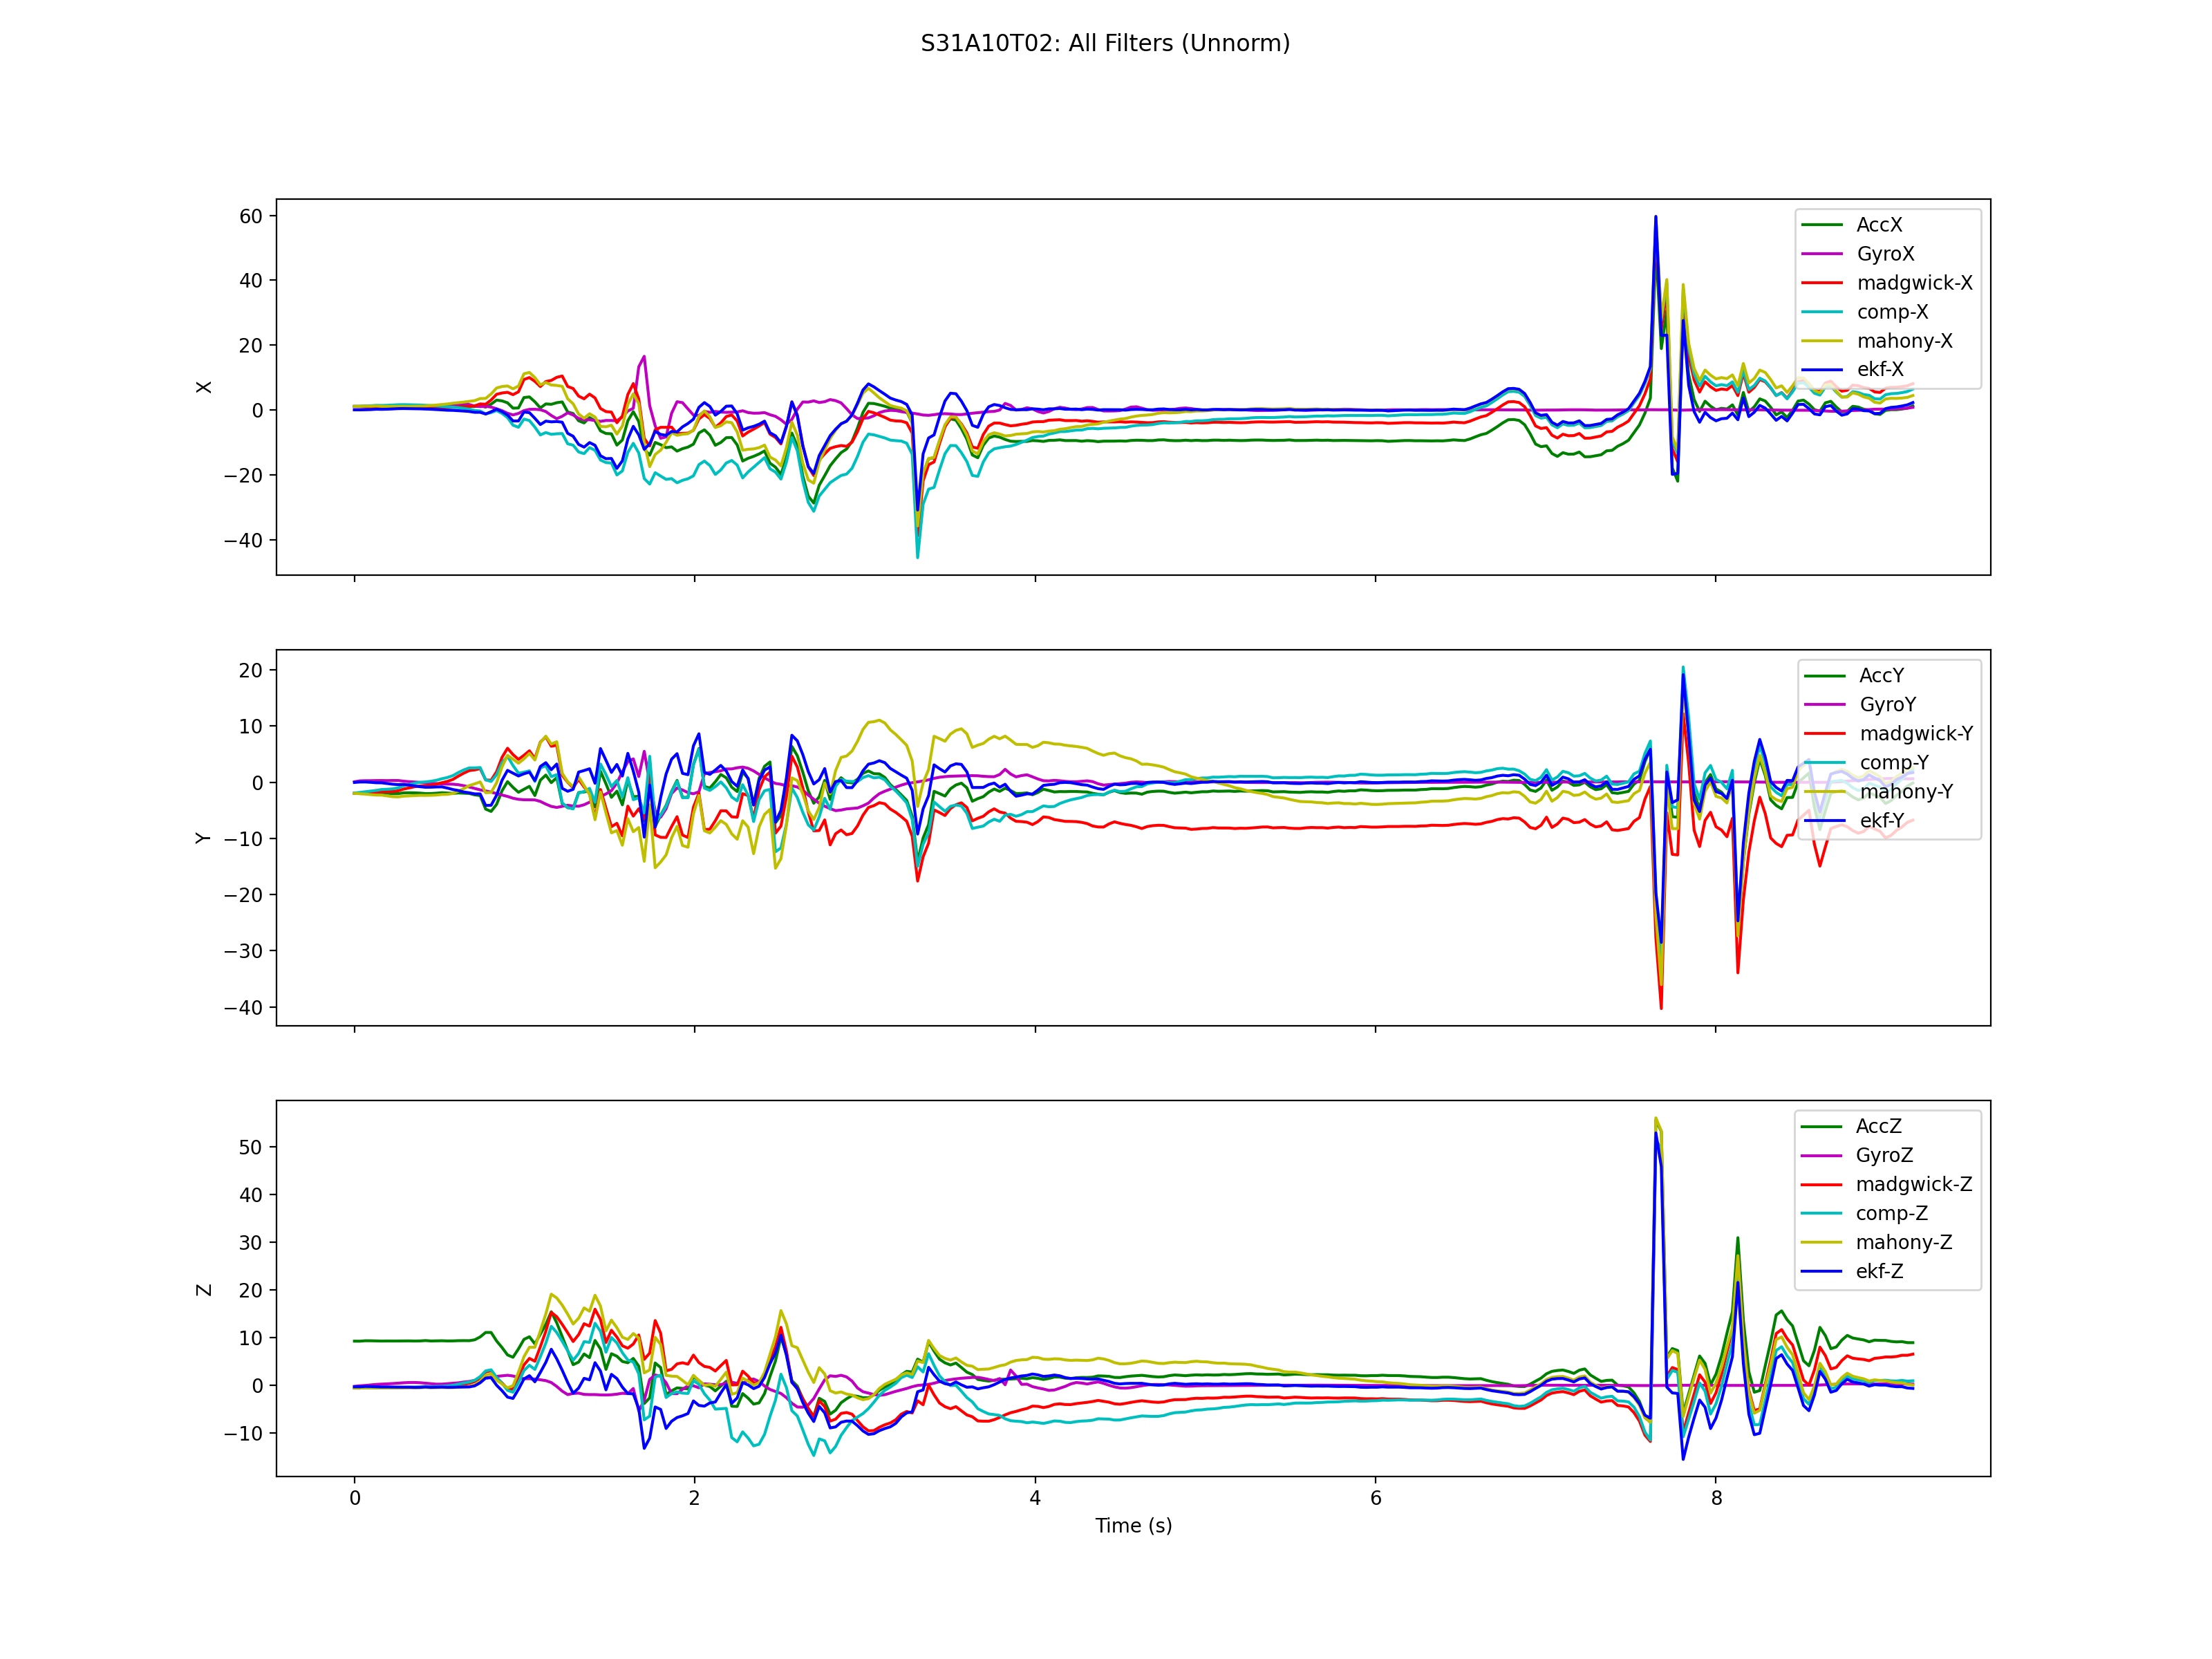 S31A10T02: All Filters (Unnorm)
60
40
20
0
−20
−40
X
AccX
GyroX
madgwick-X
comp-X
mahony-X
ekf-X
20
10
0
−10
−20
−30
−40
Y
AccY
GyroY
madgwick-Y
comp-Y
mahony-Y
ekf-Y
50
40
30
20
10
0
−10
Z
AccZ
GyroZ
madgwick-Z
comp-Z
mahony-Z
ekf-Z
0 2 4 6 8
Time (s)